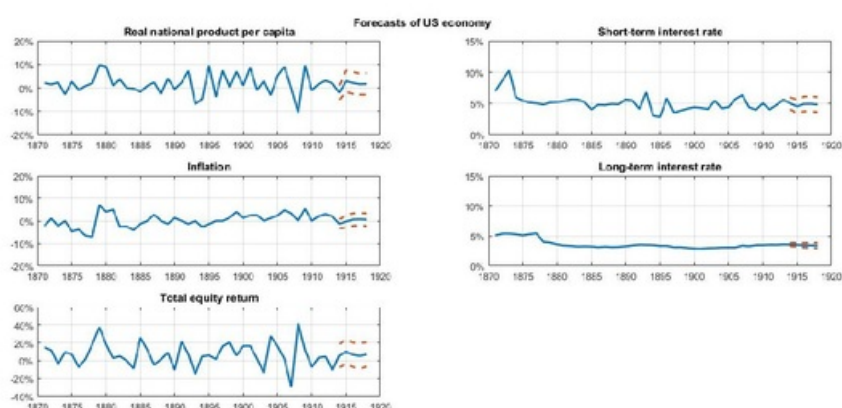 Forecasts of US economy
Real national product per capita
20%
10%
0%
-10%
-20%
1870 1875 1880 1885 1890 1895 1900 1905 1910 1915 1920
Short-term interest rate
15%
10%
5%
0%
1870 1875 1880 1885 1890 1895 1900 1905 1910 1915 1920
Inflation
20%
10%
0%
-10%
-20%
1870 1875 1880 1885 1890 1895 1900 1905 1910 1915 1920
Long-term interest rate
15%
10%
5%
0%
1870 1875 1880 1885 1890 1895 1900 1905 1910 1915 1920
Total equity return
60%
40%
20%
0%
-20%
-40%
1870 1875 1880 1885 1890 1895 1900 1905 1910 1915 1920